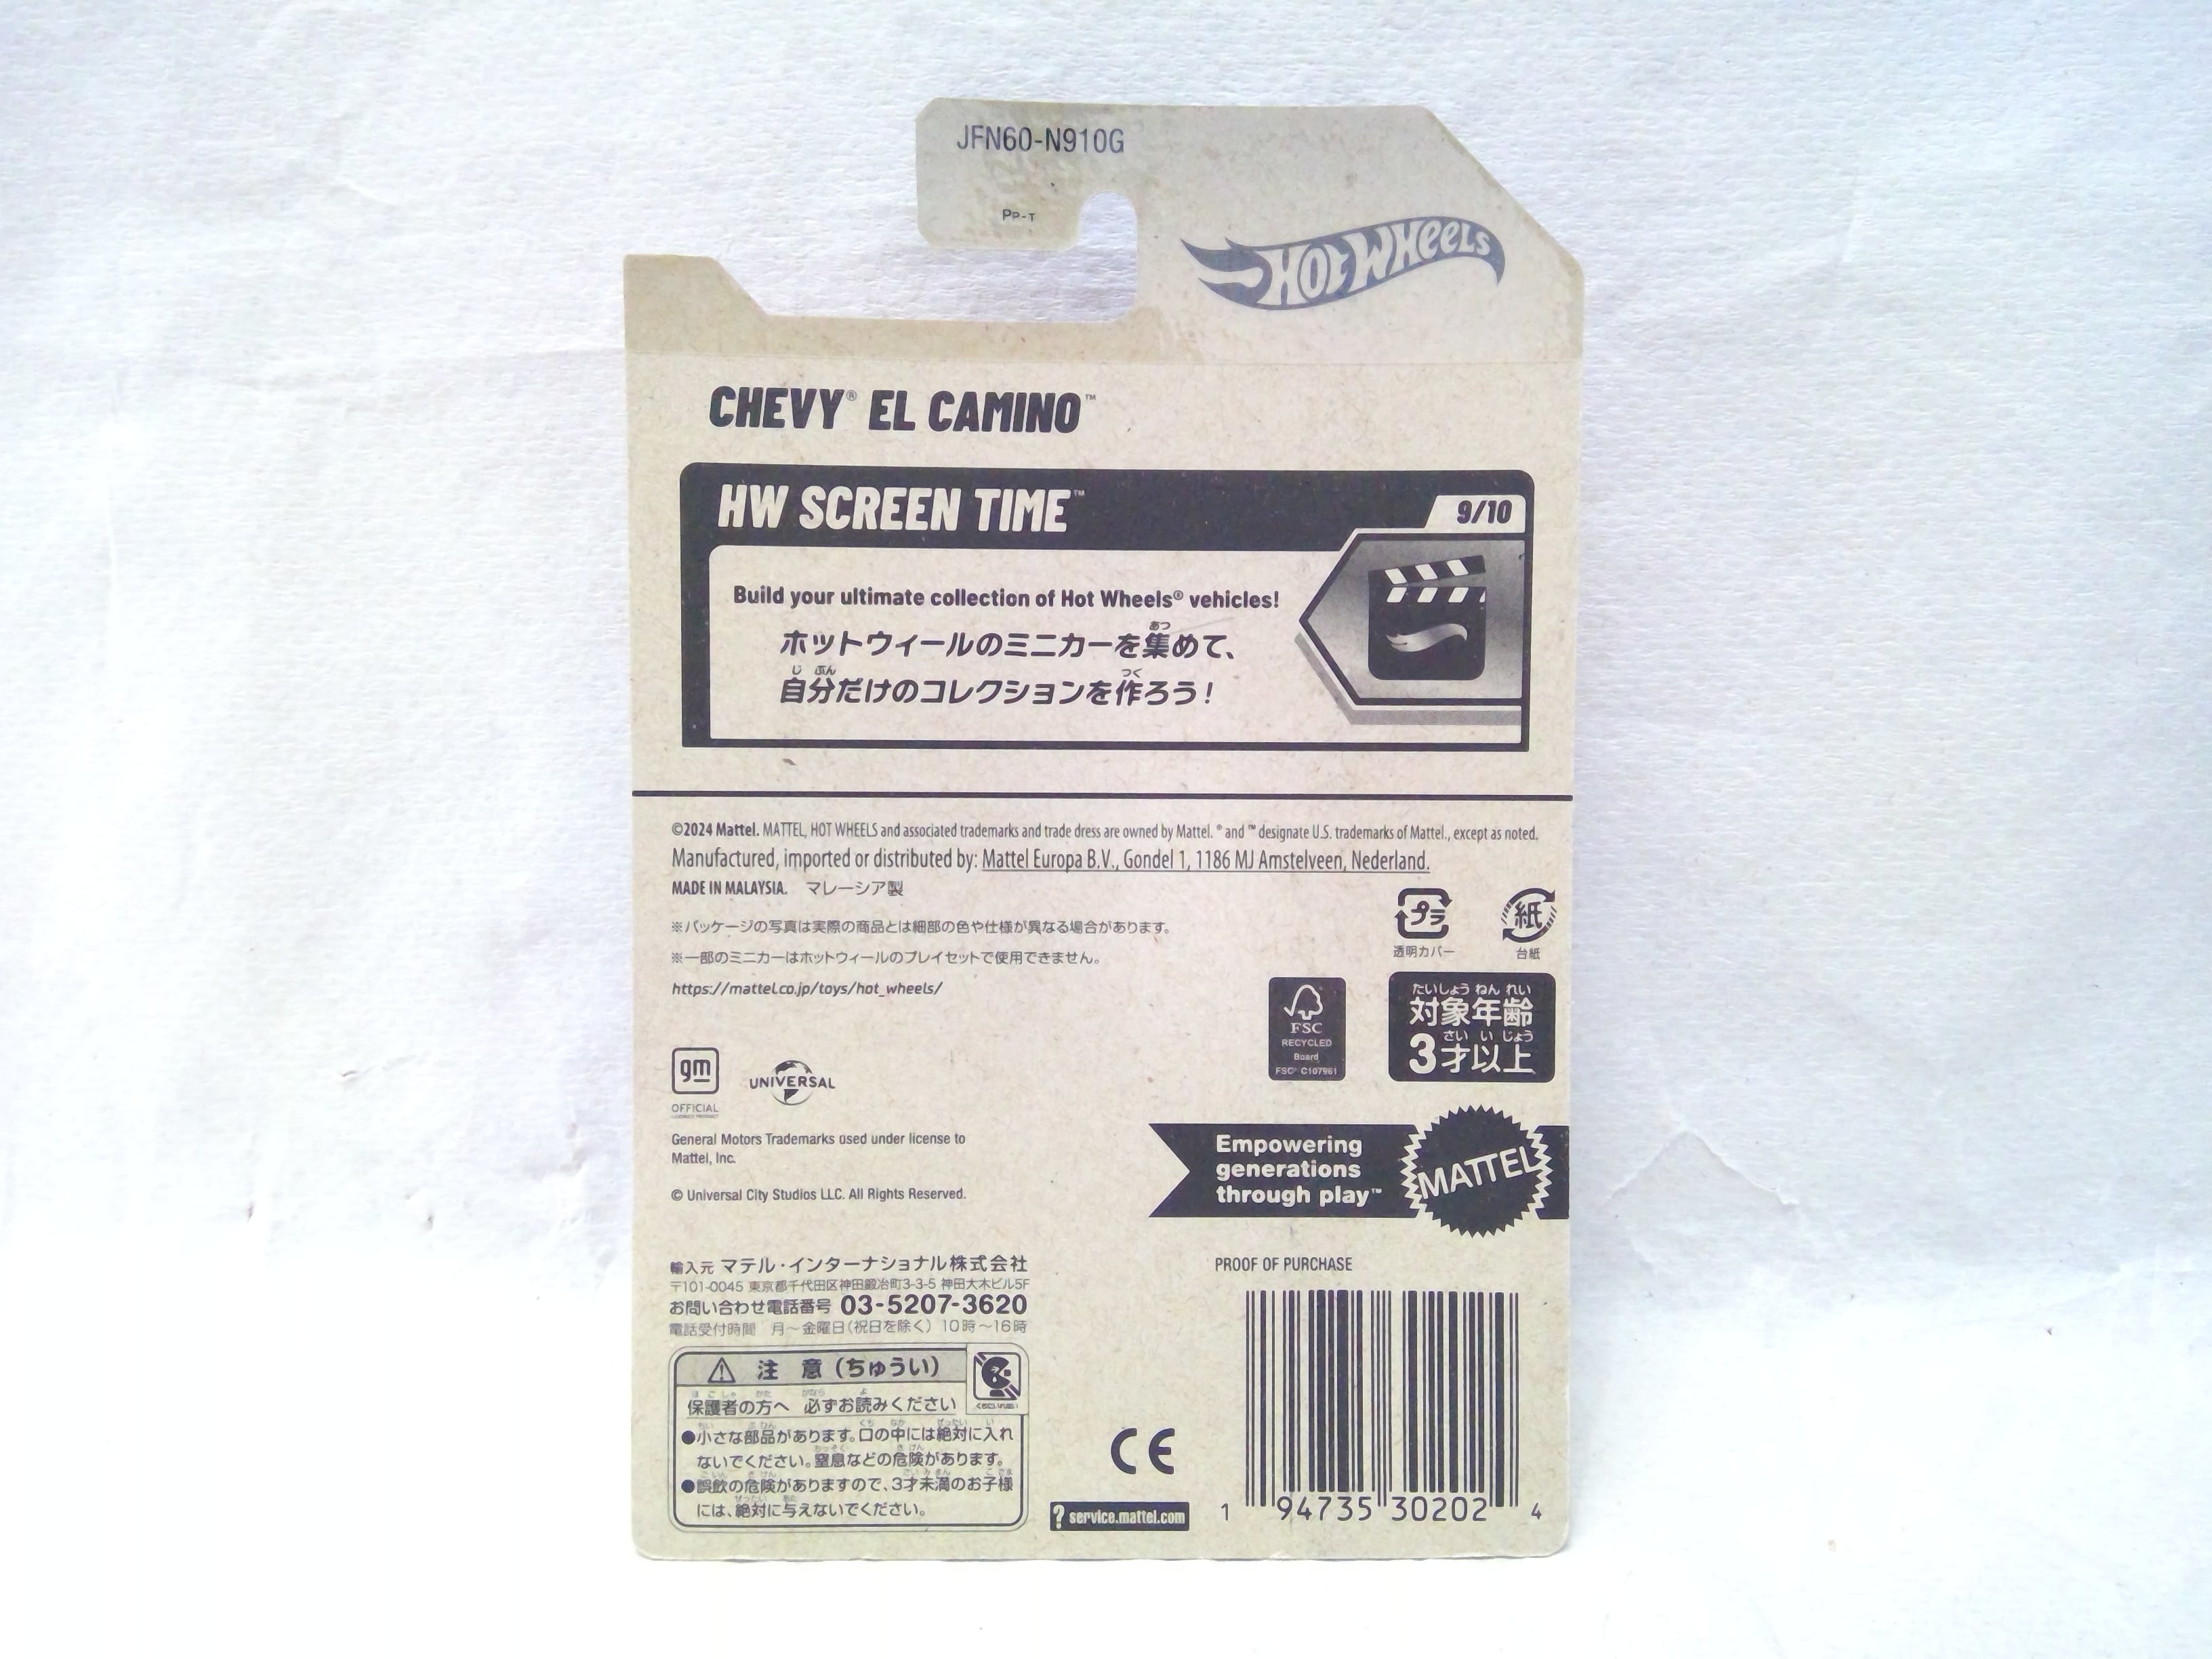 JFN60-N910G
PP-T
HOT WHEELS
CHEVY® EL CAMINO™
HW SCREEN TIME™
9/10
Build your ultimate collection of Hot Wheels® vehicles!
ホットウィールのミニカーを集めて、
自分だけのコレクションを作ろう!
©2024 Mattel. MATTEL, HOT WHEELS and associated trademarks and trade dress are owned by Mattel. ® and ™ designate U.S. trademarks of Mattel., except as noted.
Manufactured, imported or distributed by: Mattel Europa B.V., Gondel 1, 1186 MJ Amstelveen, Nederland.
MADE IN MALAYSIA. マレーシア製
※パッケージの写真は実際の商品とは細部の色や仕様が異なる場合があります。
※一部のミニカーはホットウィールのプレイセットで使用できません。
https://mattel.co.jp/toys/hot_wheels/
プラ
透明カバー
紙
台紙
FSC
RECYCLED
Board
FSC® C107961
対象年齢
3才以上
gm
OFFICIAL
LICENSED PRODUCT
UNIVERSAL
General Motors Trademarks used under license to
Mattel, Inc.
© Universal City Studios LLC. All Rights Reserved.
Empowering
generations
through play™
MATTEL
輸入元 マテル・インターナショナル株式会社
〒101-0045 東京都千代田区神田鍛冶町3-3-5 神田大木ビル5F
お問い合わせ電話番号 03-5207-3620
電話受付時間 月~金曜日(祝日を除く) 10時~16時
注 意(ちゅうい)
保護者の方へ 必ずお読みください
●小さな部品があります。口の中には絶対に入れ
ないでください。窒息などの危険があります。
●誤飲の危険がありますので、3才未満のお子様
には、絶対に与えないでください。
CE
? service.mattel.com
PROOF OF PURCHASE
1 94735 30202 4